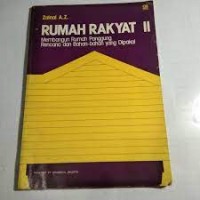 Zainal A.Z.
RUMAH RAKYAT II
Membangun Rumah Panggung
Rencana dan Bahan-bahan yang Dipakai